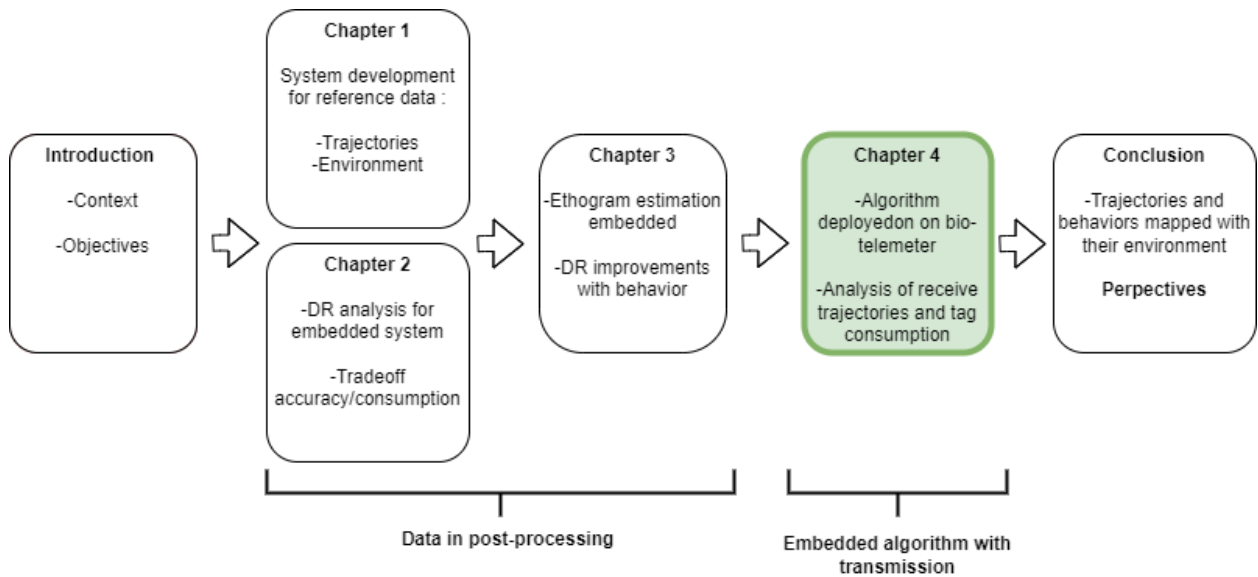 Introduction
-Context
-Objectives
Chapter 1
System development
for reference data :
-Trajectories
-Environment
Chapter 2
-DR analysis for
embedded system
-Tradeoff
accuracy/consumption
Chapter 3
-Ethogram estimation
embedded
-DR improvements
with behavior
Chapter 4
-Algorithm
deployedon on bio-
telemeter
-Analysis of receive
trajectories and tag
consumption
Conclusion
-Trajectories and
behaviors mapped with
their environment
Perpectives
Data in post-processing
Embedded algorithm with
transmission